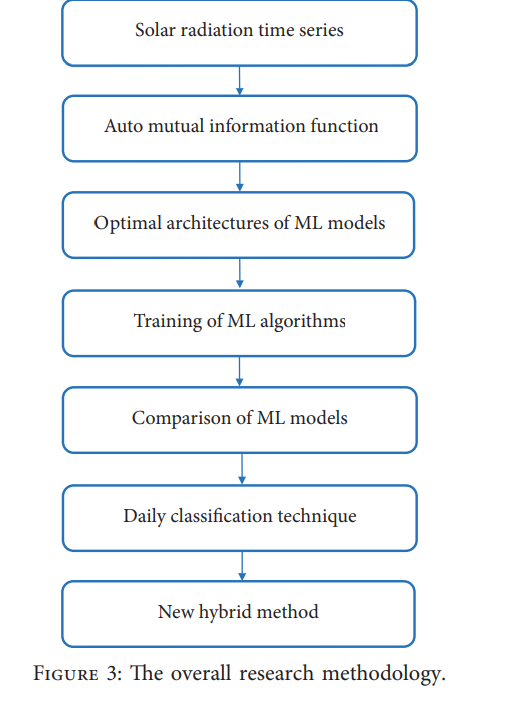 Solar radiation time series
Auto mutual information function
Optimal architectures of ML models
Training of ML algorithms
Comparison of ML models
Daily classification technique
New hybrid method
Figure 3: The overall research methodology.